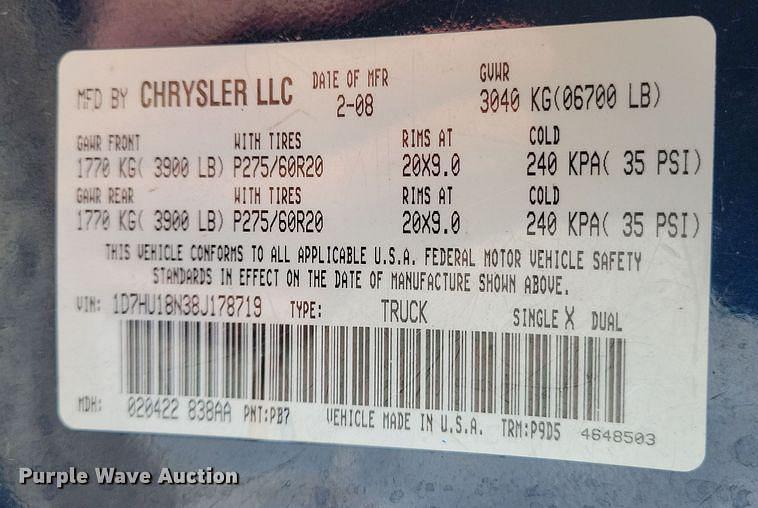 MFD BY CHRYSLER LLC DATE OF MFR GVWR
2-08 3040 KG(06700 LB)
GAWR FRONT WITH TIRES RIMS AT COLD
1770 KG( 3900 LB) P275/60R20 20X9.0 240 KPA( 35 PSI)
GAWR REAR WITH TIRES RIMS AT COLD
1770 KG( 3900 LB) P275/60R20 20X9.0 240 KPA( 35 PSI)
THIS VEHICLE CONFORMS TO ALL APPLICABLE U.S.A. FEDERAL MOTOR VEHICLE SAFETY
STANDARDS IN EFFECT ON THE DATE OF MANUFACTURE SHOWN ABOVE.
VIN: 1D7HU18N38J178719 TYPE: TRUCK SINGLE X DUAL
MDH: 020422 838AA PNT:PB7 VEHICLE MADE IN U.S.A. TRM:P9D5 4648503
Purple Wave Auction